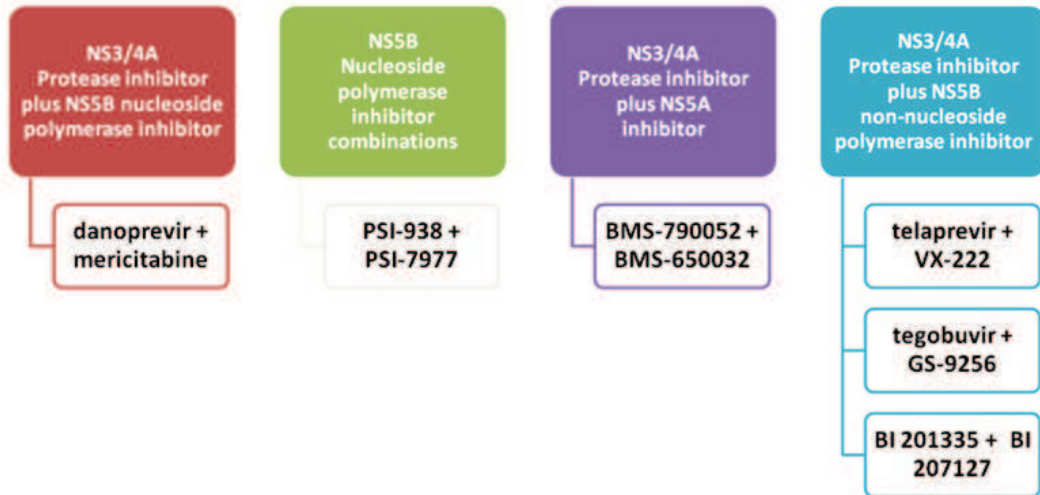 NS3/4A
Protease inhibitor
plus NS5B nucleoside
polymerase inhibitor
danoprevir +
mericitabine
NS5B
Nucleoside
polymerase
inhibitor
combinations
PSI-938 +
PSI-7977
NS3/4A
Protease inhibitor
plus NS5A
inhibitor
BMS-790052 +
BMS-650032
NS3/4A
Protease inhibitor
plus NS5B
non-nucleoside
polymerase inhibitor
telaprevir +
VX-222
tegobuvir +
GS-9256
BI 201335 + BI
207127